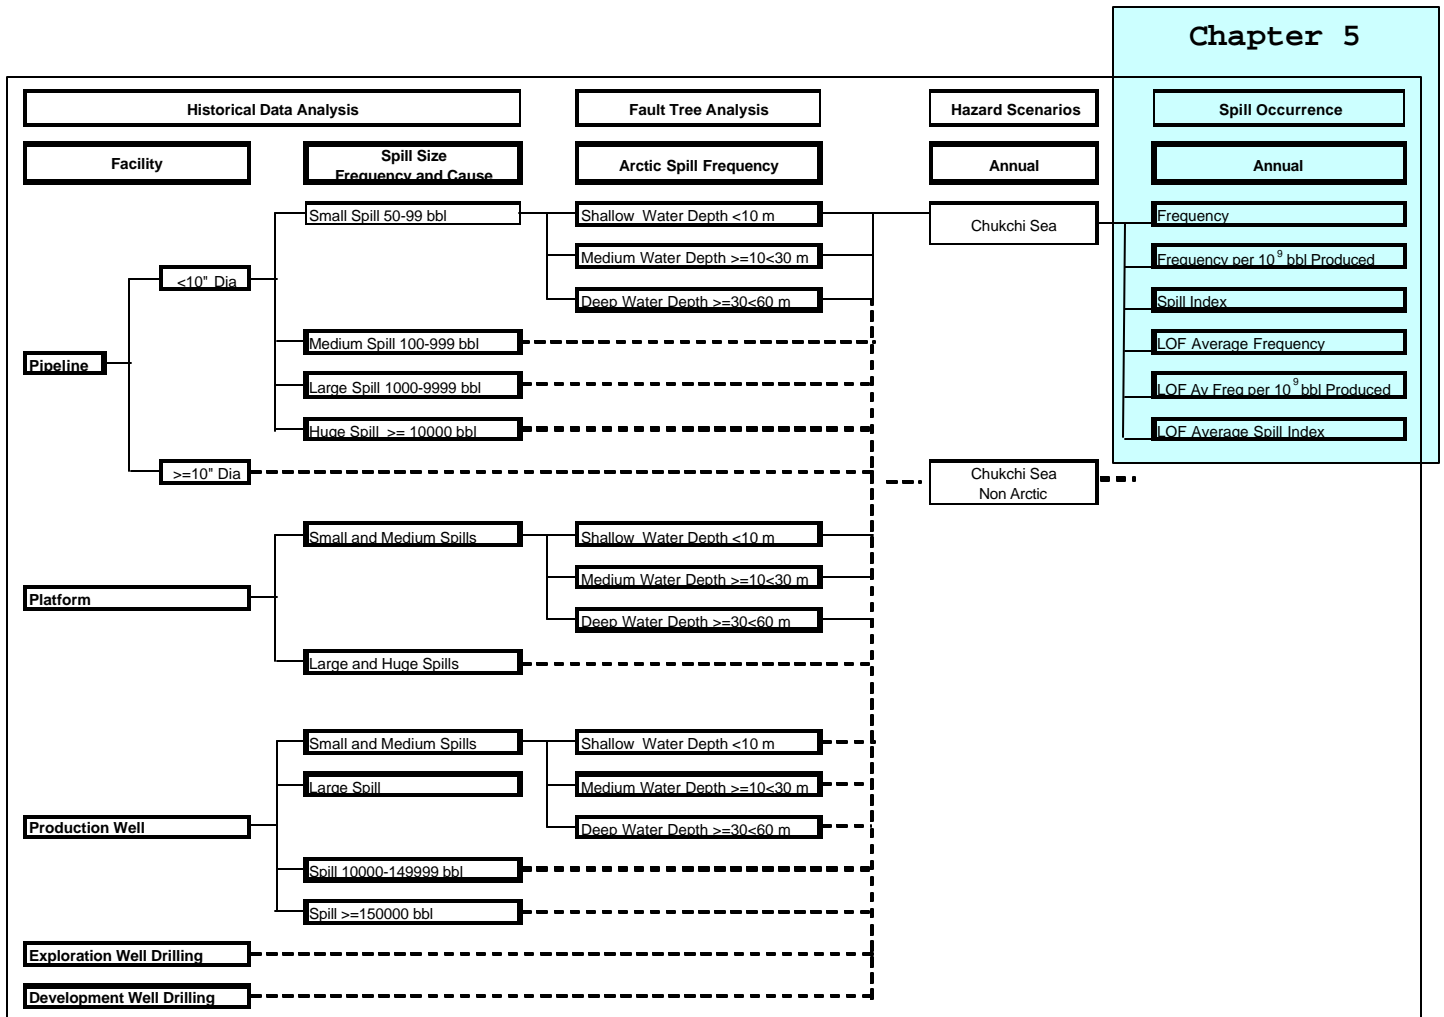 Chapter 5
Historical Data Analysis
Fault Tree Analysis
Hazard Scenarios
Spill Occurrence
Facility
Spill Size
Frequency and Cause
Arctic Spill Frequency
Annual
Annual
Small Spill 50-99 bbl
Shallow Water Depth <10 m
Chukchi Sea
Frequency
Medium Water Depth >=10<30 m
Frequency per 10^9 bbl Produced
<10" Dia
Deep Water Depth >=30<60 m
Spill Index
Medium Spill 100-999 bbl
LOF Average Frequency
Pipeline
Large Spill 1000-9999 bbl
LOF Av Freq per 10^9 bbl Produced
Huge Spill >= 10000 bbl
LOF Average Spill Index
>=10" Dia
Chukchi Sea
Non Arctic
Small and Medium Spills
Shallow Water Depth <10 m
Medium Water Depth >=10<30 m
Platform
Deep Water Depth >=30<60 m
Large and Huge Spills
Small and Medium Spills
Shallow Water Depth <10 m
Large Spill
Medium Water Depth >=10<30 m
Production Well
Deep Water Depth >=30<60 m
Spill 10000-149999 bbl
Spill >=150000 bbl
Exploration Well Drilling
Development Well Drilling